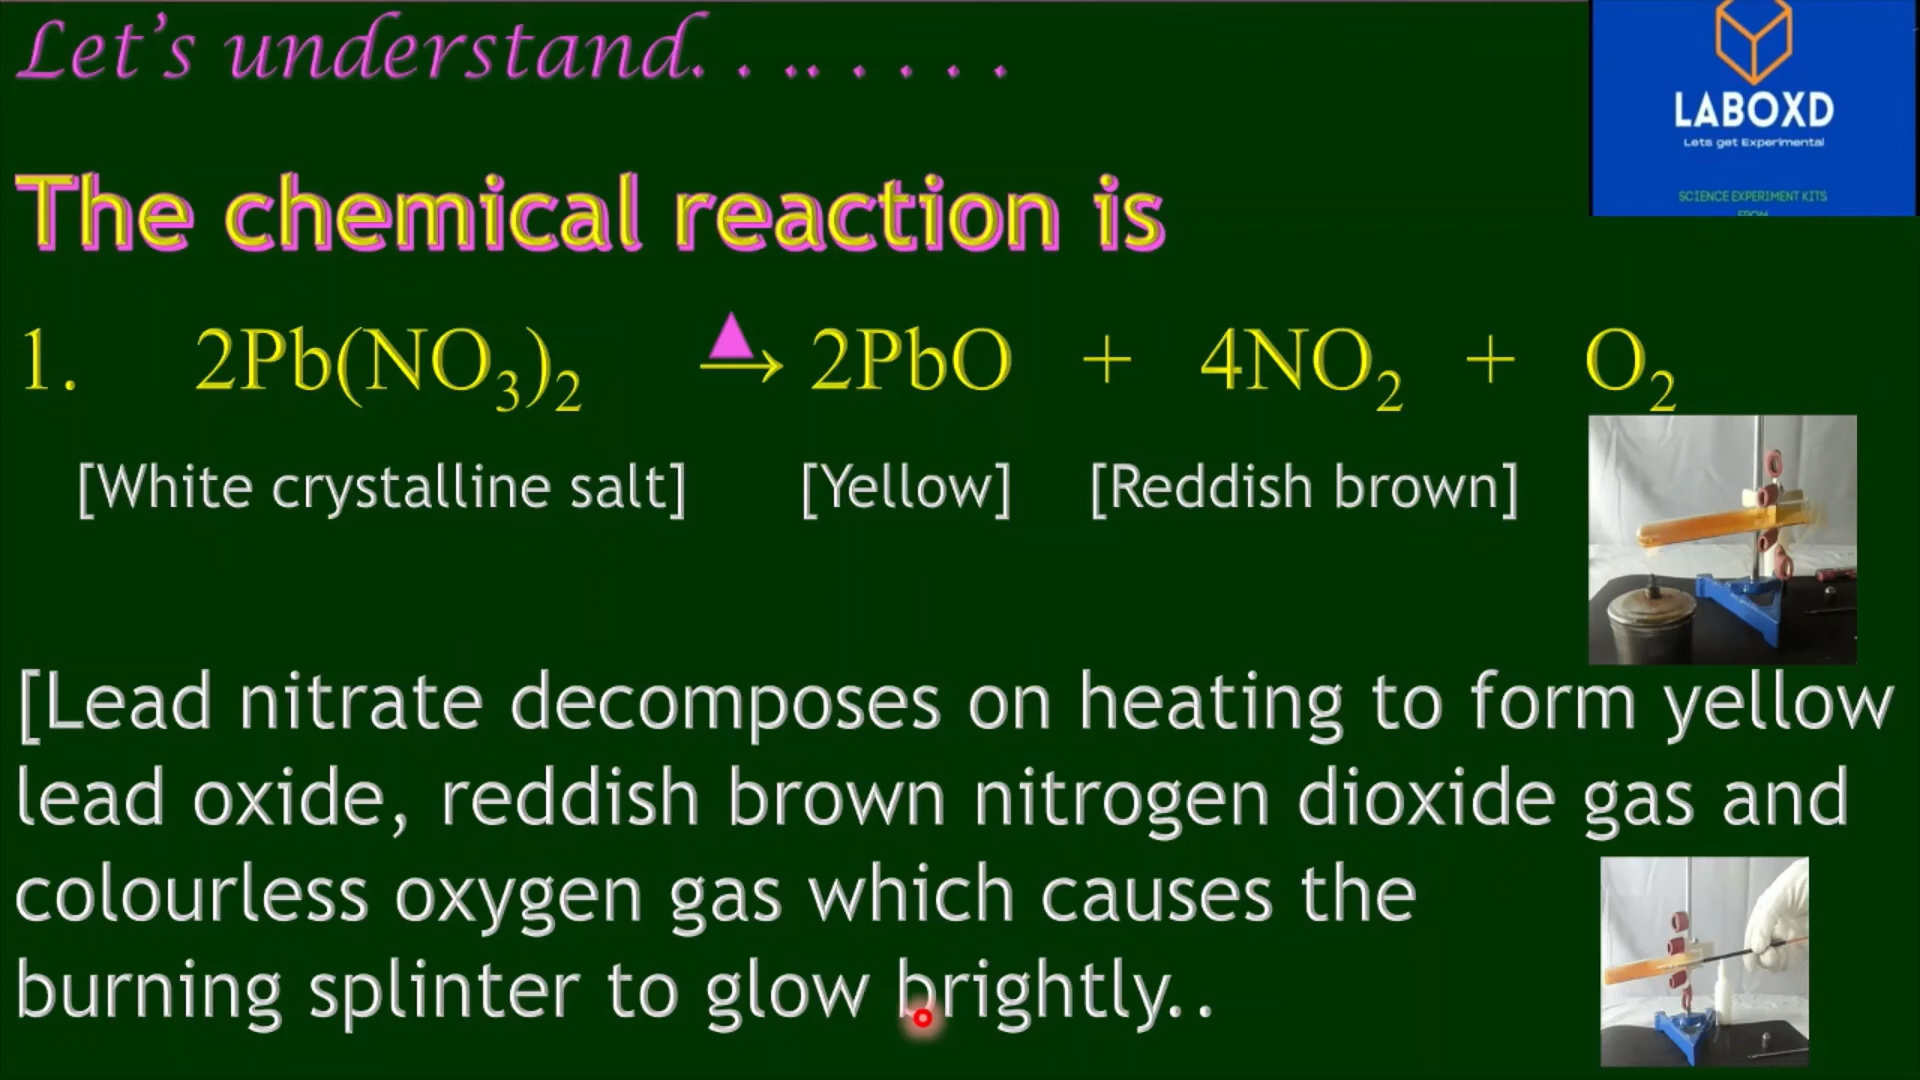 Let's understand. . .. . . . .
LABOXD
Lets get Experimental
SCIENCE EXPERIMENT KITS
FROM
The chemical reaction is
1. 2Pb(NO₃)₂ → 2PbO + 4NO₂ + O₂
[White crystalline salt] [Yellow] [Reddish brown]
[Lead nitrate decomposes on heating to form yellow
lead oxide, reddish brown nitrogen dioxide gas and
colourless oxygen gas which causes the
burning splinter to glow brightly..